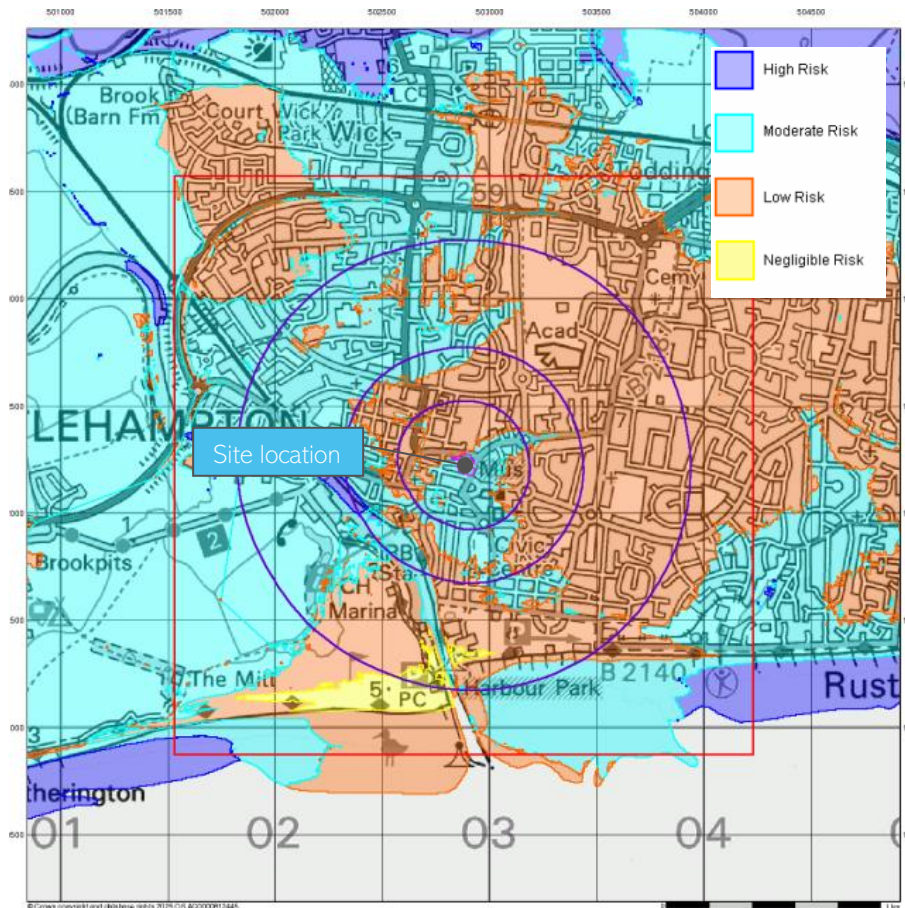 501000 501500 502000 502500 503000 503500 504000 504500
High Risk
Moderate Risk
Low Risk
Negligible Risk
Brook
(Barn Fm)
Court Wick
Park
Wick
LC
A
259
Cemy
Acad
B 2187
LEHAMPTON
Site location
Mus
1
2
Brookpits
Civic
Centre
Sta
CH
Marina
The Mill
5
PC
Harbour Park
B 2140
Rust
3
therington
01 02 03 04